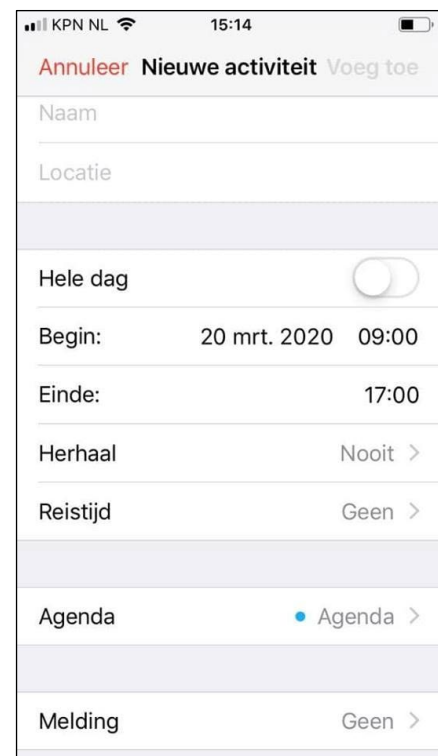 KPN NL 15:14
Annuleer Nieuwe activiteit Voeg toe
Naam
Locatie
Hele dag
Begin: 20 mrt. 2020 09:00
Einde: 17:00
Herhaal Nooit >
Reistijd Geen >
Agenda Agenda >
Melding Geen >